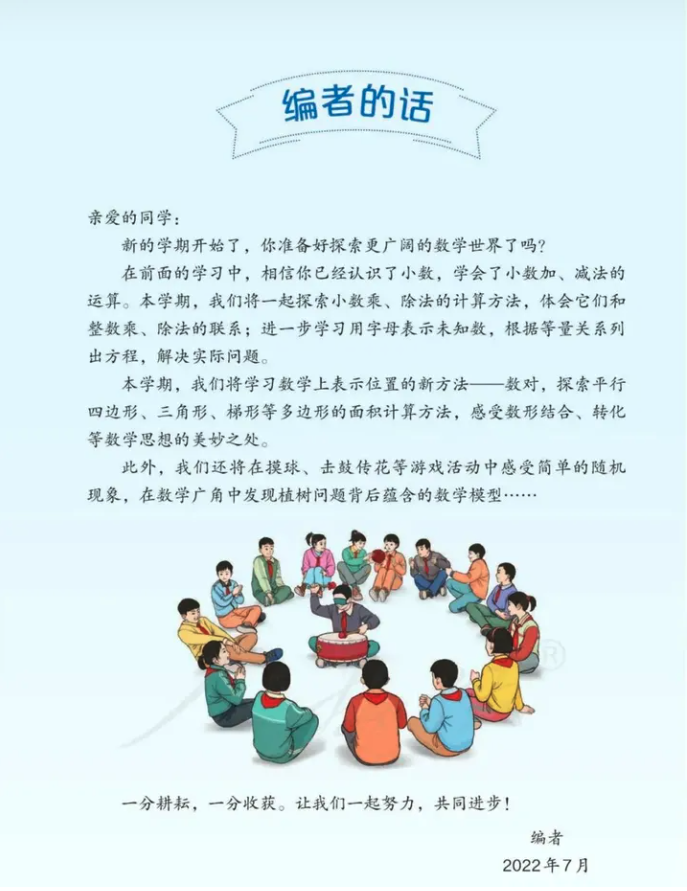 编者的话
亲爱的同学：
新的学期开始了，你准备好探索更广阔的数学世界了吗？
在前面的学习中，相信你已经认识了小数，学会了小数加、减法的
运算。本学期，我们将一起探索小数乘、除法的计算方法，体会它们和
整数乘、除法的联系；进一步学习用字母表示未知数，根据等量关系列
出方程，解决实际问题。
本学期，我们将学习数学上表示位置的新方法——数对，探索平行
四边形、三角形、梯形等多边形的面积计算方法，感受数形结合、转化
等数学思想的美妙之处。
此外，我们还将在摸球、击鼓传花等游戏活动中感受简单的随机
现象，在数学广角中发现植树问题背后蕴含的数学模型……
®
一分耕耘，一分收获。让我们一起努力，共同进步！
编者
2022年7月